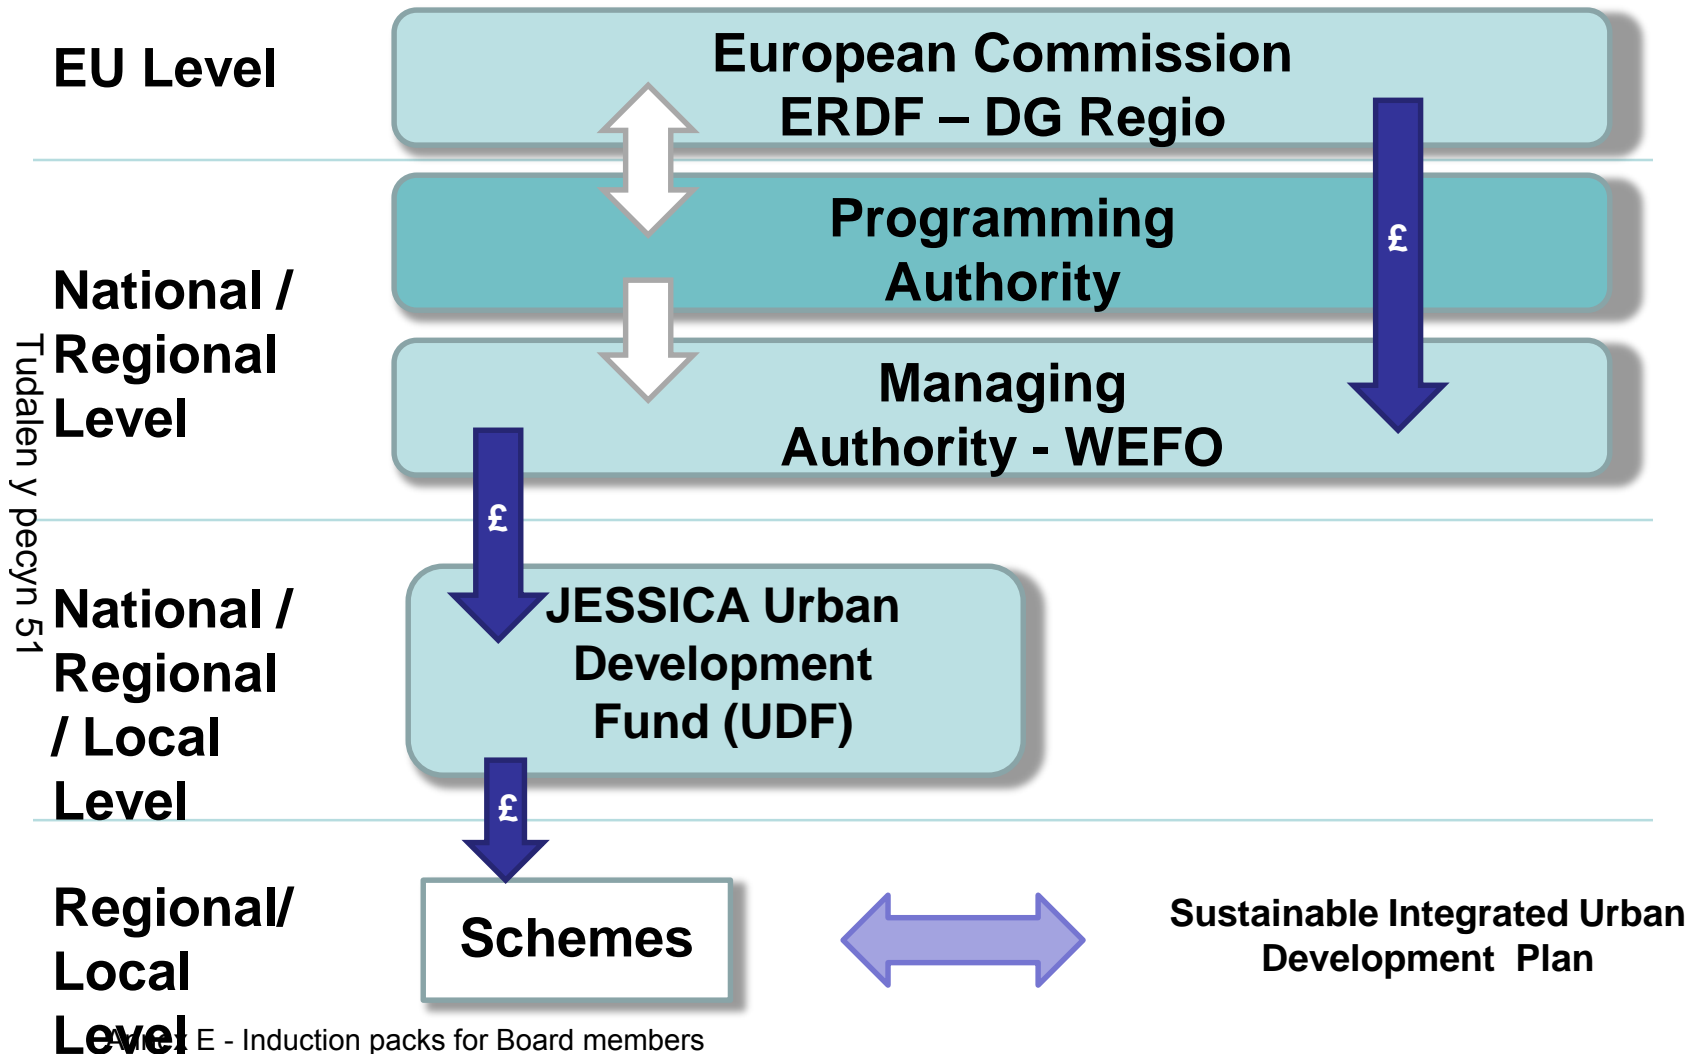 EU Level
European Commission
ERDF – DG Regio
National /
Regional
Level
Programming
Authority
£
Managing
Authority - WEFO
£
National /
Regional
/ Local
Level
JESSICA Urban
Development
Fund (UDF)
£
Regional/
Local
Level
Schemes
Sustainable Integrated Urban
Development Plan
Annex E - Induction packs for Board members
Tudalen y pecyn 51